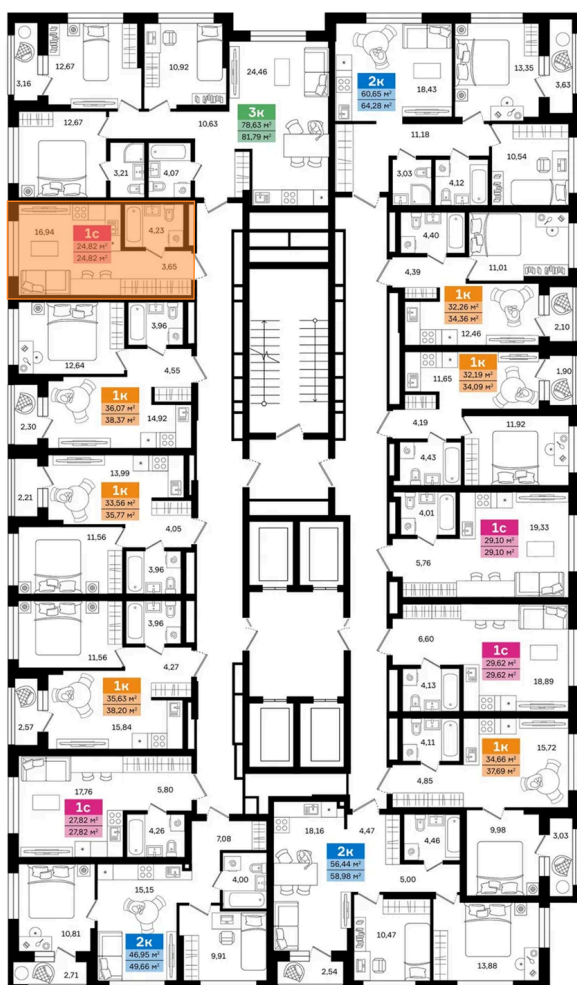 12,67
10,92
24,46
18,43
13,35
3,16
3,63
2к
60,65 м²
64,28 м²
3к
78,63 м²
81,79 м²
12,67
10,63
11,18
10,54
3,21
4,07
3,03
4,12
16,94
1с
24,82 м²
24,82 м²
4,23
3,65
4,40
4,39
11,01
1к
32,26 м²
34,36 м²
2,10
12,46
3,96
12,64
4,55
1к
32,19 м²
34,09 м²
1,90
11,65
1к
36,07 м²
38,37 м²
2,30
14,92
4,19
11,92
4,43
13,99
2,21
1к
33,56 м²
35,77 м²
4,05
4,01
19,33
1с
29,10 м²
29,10 м²
5,76
11,56
3,96
3,96
11,56
4,27
6,60
1с
29,62 м²
29,62 м²
4,13
18,89
1к
35,63 м²
38,20 м²
2,57
15,84
4,11
1к
34,66 м²
37,69 м²
15,72
4,85
17,76
5,80
1с
27,82 м²
27,82 м²
4,26
7,08
18,16
4,47
4,46
9,98
3,03
2к
56,44 м²
58,98 м²
5,00
4,00
15,15
10,81
2к
46,95 м²
49,66 м²
2,71
9,91
2,54
10,47
13,88